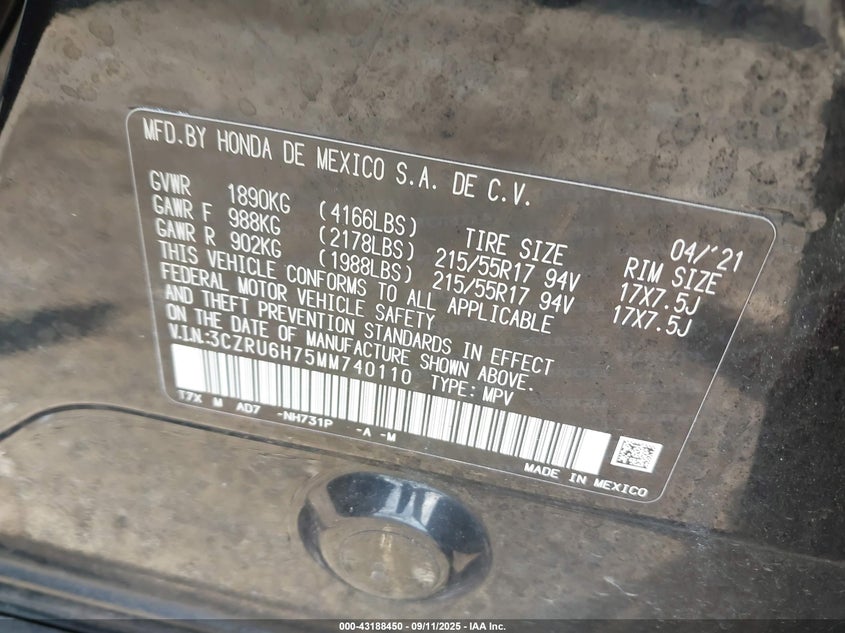 MFD.BY HONDA DE MEXICO S.A. DE C.V.
04/'21
GVWR 1890KG (4166LBS) TIRE SIZE RIM SIZE
GAWR F 988KG (2178LBS) 215/55R17 94V 17X7.5J
GAWR R 902KG (1988LBS) 215/55R17 94V 17X7.5J
THIS VEHICLE CONFORMS TO ALL APPLICABLE
FEDERAL MOTOR VEHICLE SAFETY
AND THEFT PREVENTION STANDARDS IN EFFECT
ON THE DATE OF MANUFACTURE SHOWN ABOVE.
V.I.N:3CZRU6H75MM740110 TYPE: MPV
T7X M AD7 -NH731P -A -M
MADE IN MEXICO
000-43188450 - 09/11/2025 - IAA Inc.